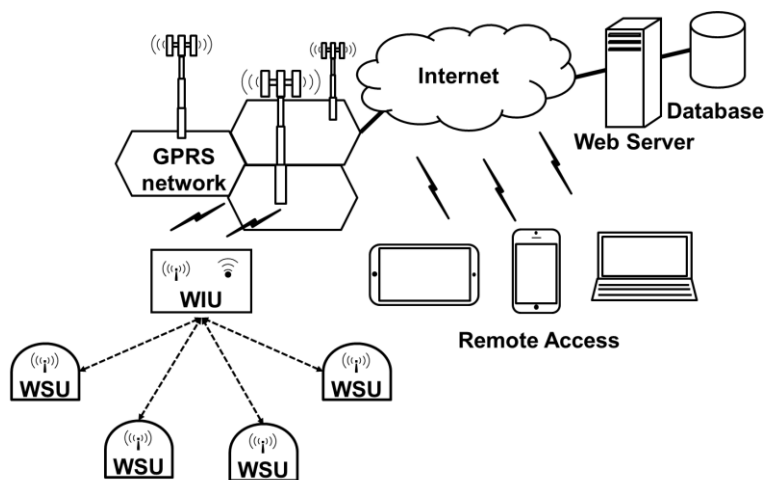 Internet
Database
Web Server
GPRS
network
WIU
Remote Access
WSU
WSU
WSU
WSU